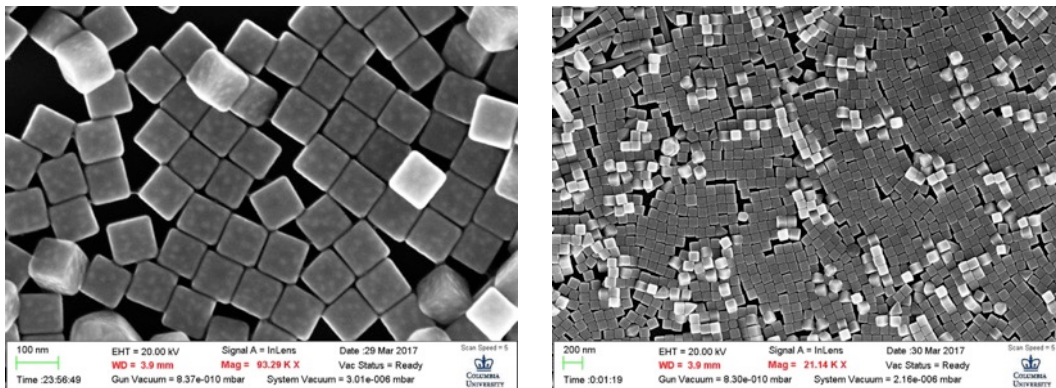 100 nm EHT = 20.00 kV Signal A = InLens Date :29 Mar 2017 Scan Speed = 5
WD = 3.9 mm Mag = 93.29 K X Vac Status = Ready
Time :23:56:49 Gun Vacuum = 8.37e-010 mbar System Vacuum = 3.01e-006 mbar
COLUMBIA
UNIVERSITY
200 nm EHT = 20.00 kV Signal A = InLens Date :30 Mar 2017 Scan Speed = 5
WD = 3.9 mm Mag = 21.14 K X Vac Status = Ready
Time :0:01:19 Gun Vacuum = 8.30e-010 mbar System Vacuum = 2.16e-006 mbar
COLUMBIA
UNIVERSITY